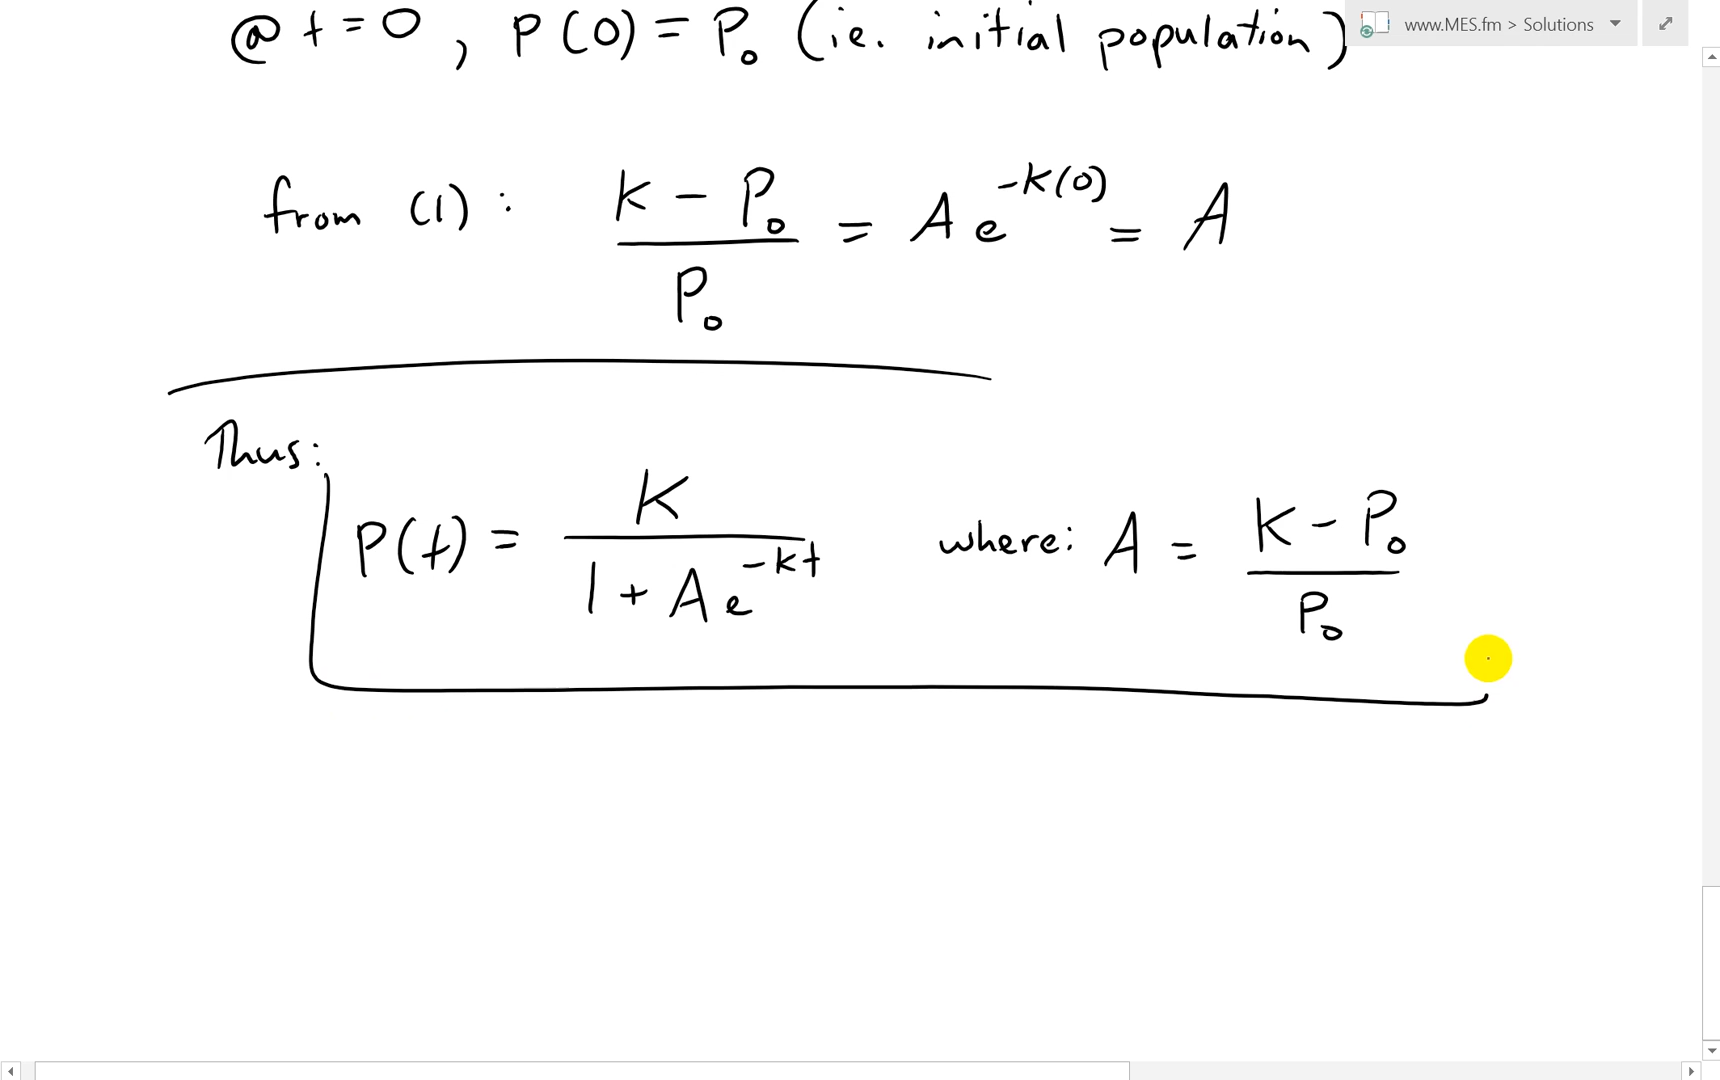 @ t = 0 , P(0) = P₀ (ie. initial population)
www.MES.fm > Solutions
from (1) : (K - P₀)/P₀ = A e^(-k(0)) = A
Thus:
P(t) = K/(1 + A e^(-kt)) where: A = (K - P₀)/P₀